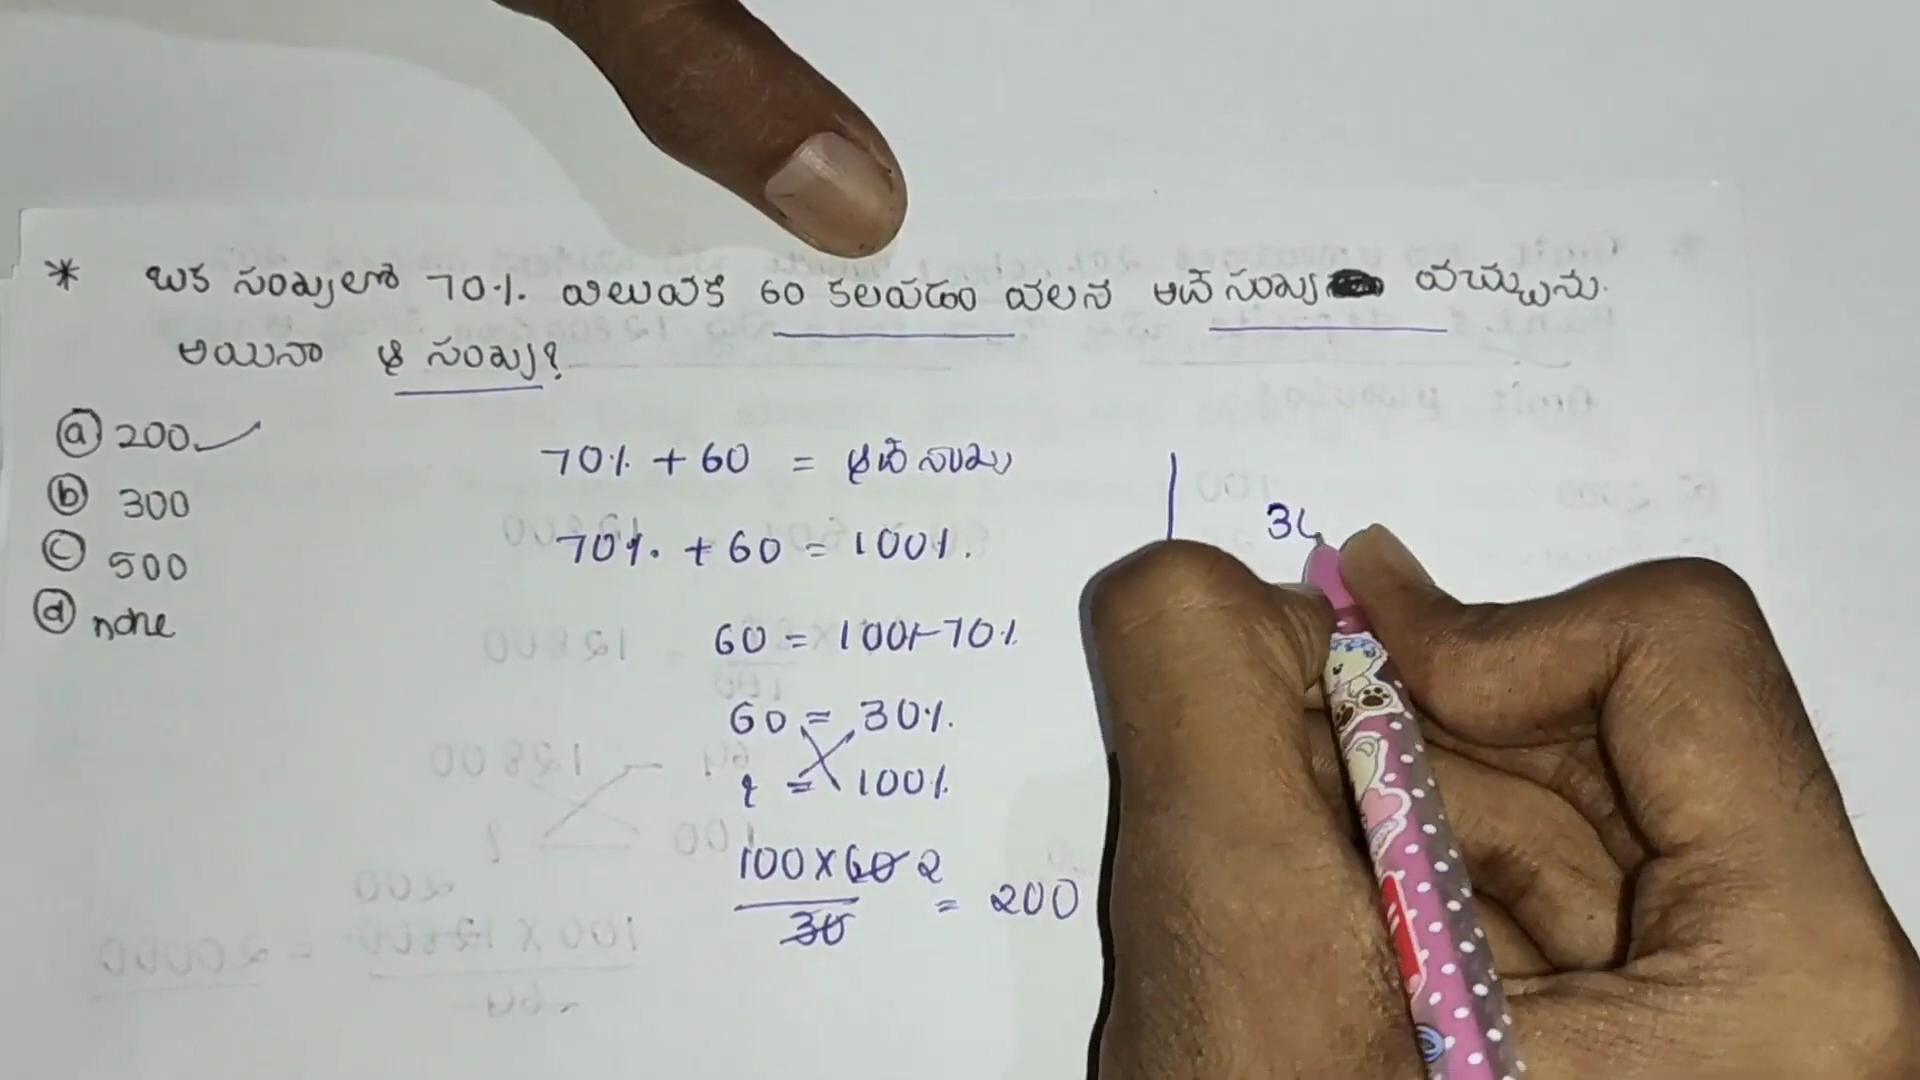 * ఒక సంఖ్యలో 70%. విలువకి 60 కలపడం వలన అదే సంఖ్య వచ్చును.
అయినా ఆ సంఖ్య?
ⓐ 200 ✓
ⓑ 300
ⓒ 500
ⓓ none
70% + 60 = అదే సంఖ్య
70%. + 60 = 100%.
60 = 100%-70%
60 = 30%.
? = 100%
100 × 60 2
30
= 200
30